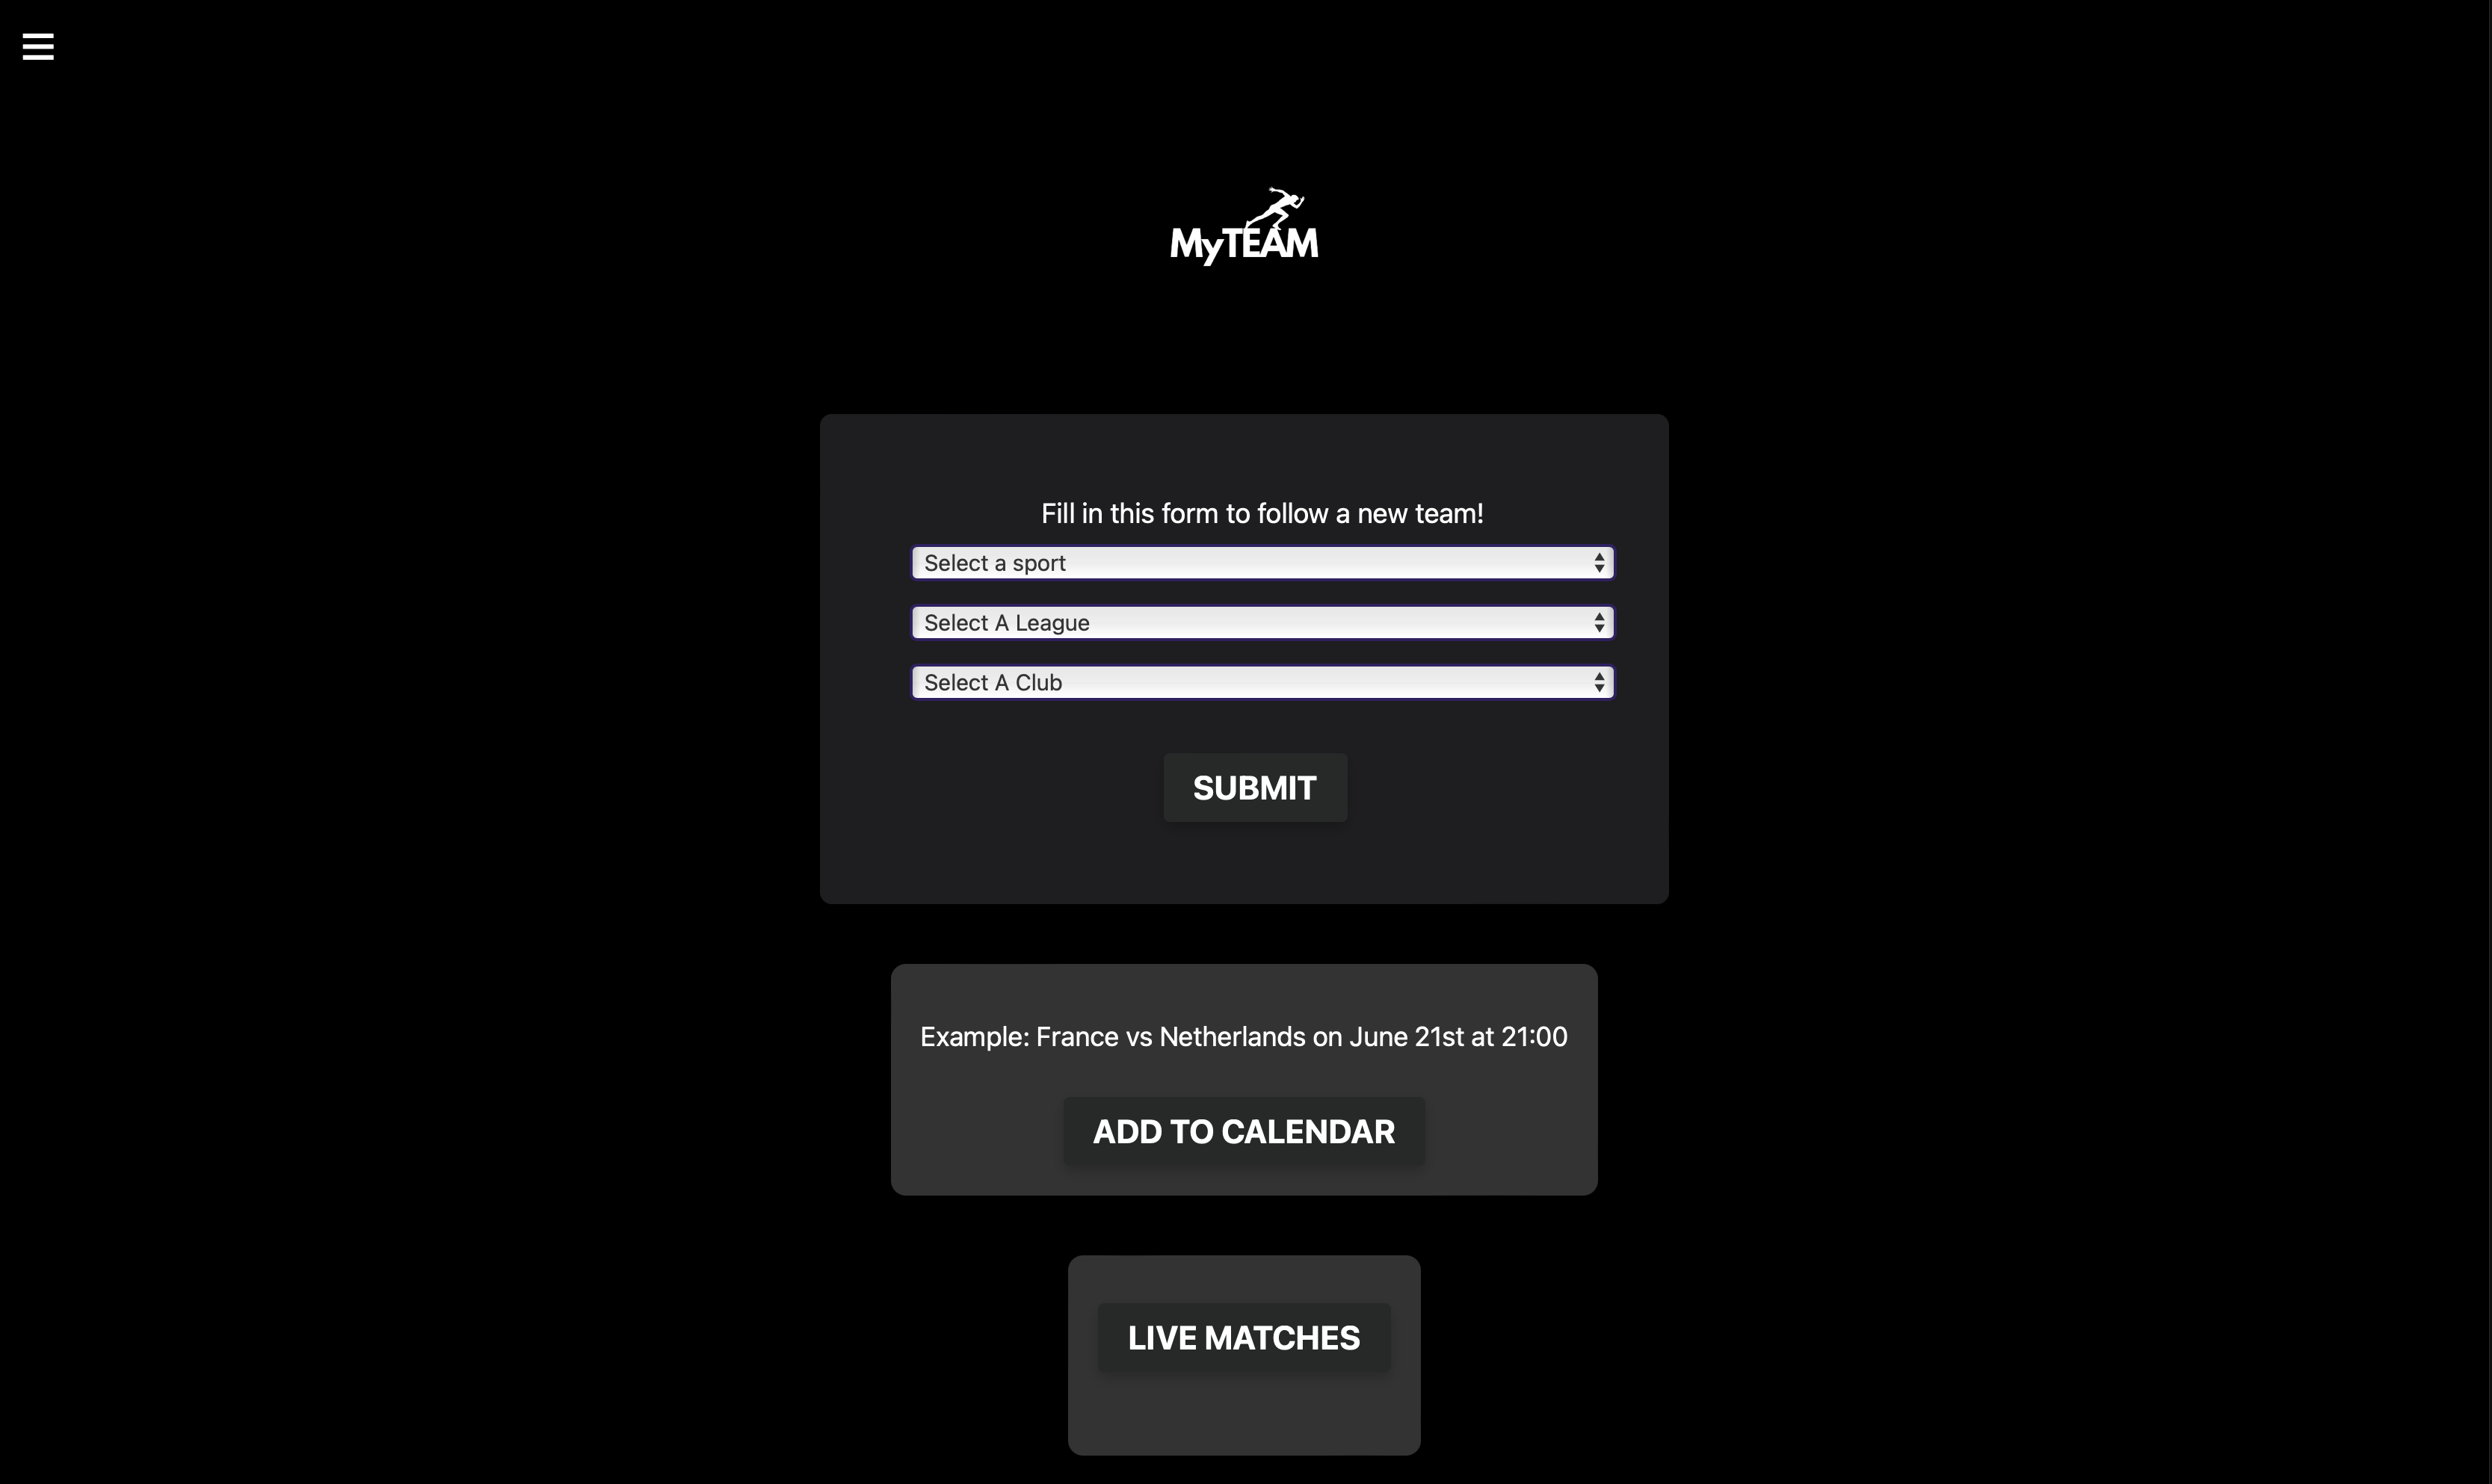 MyTEAM
Fill in this form to follow a new team!
Select a sport
Select A League
Select A Club
SUBMIT
Example: France vs Netherlands on June 21st at 21:00
ADD TO CALENDAR
LIVE MATCHES